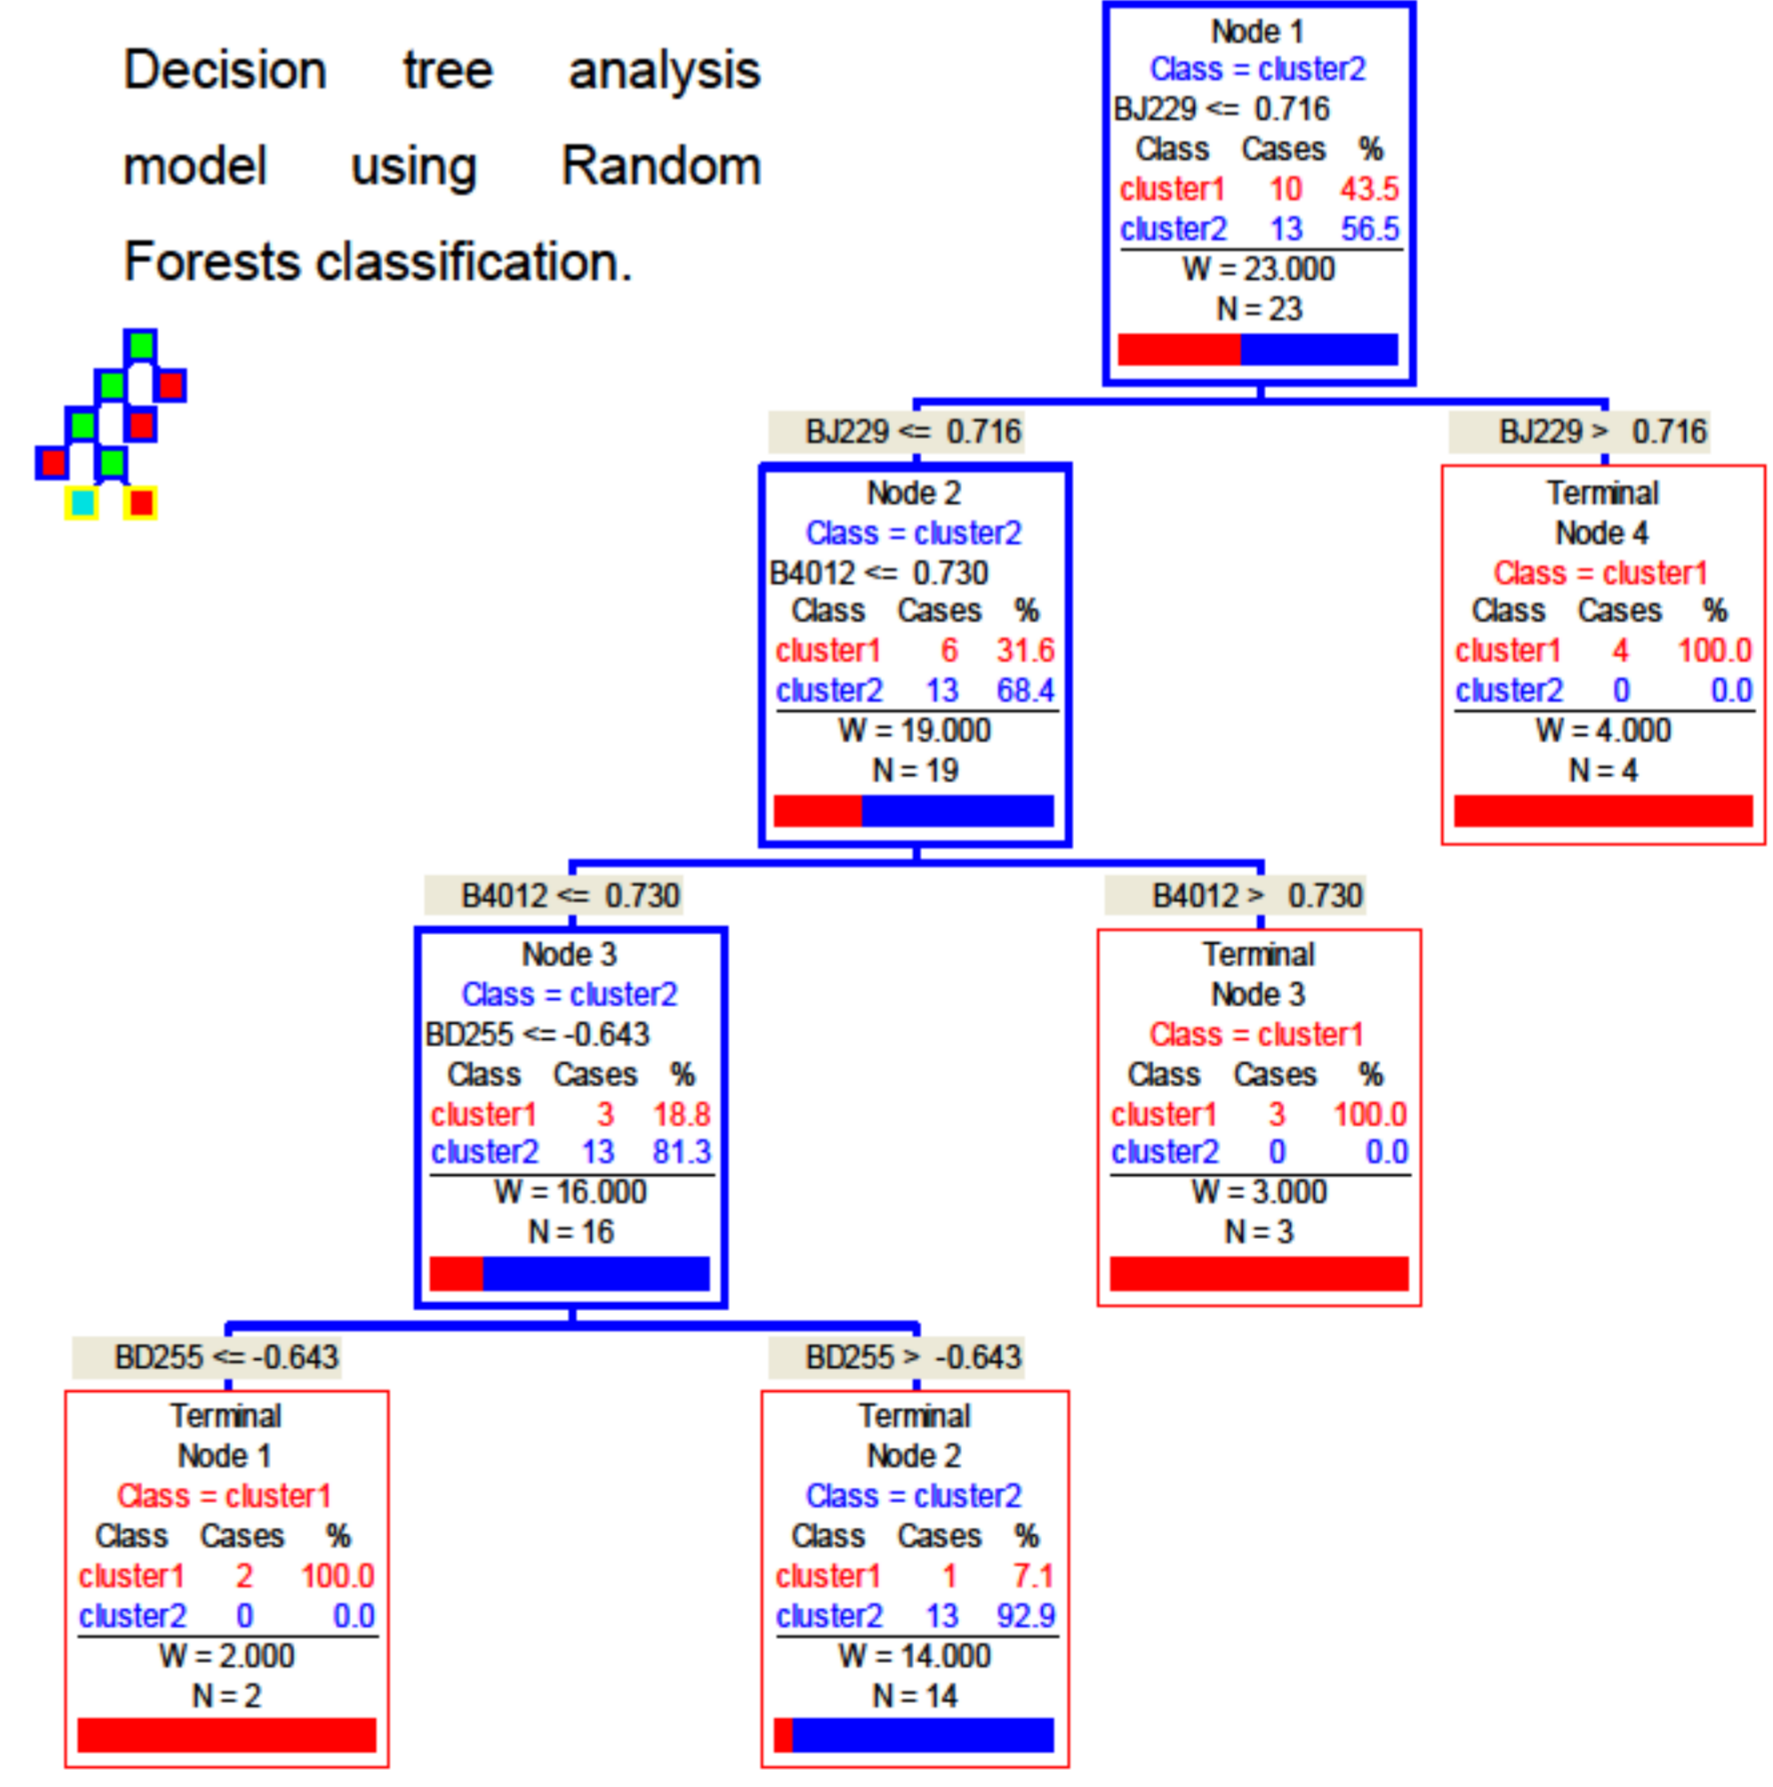 Decision tree analysis
model using Random
Forests classification.
Node 1
Class = cluster2
BJ229 <= 0.716
Class Cases %
cluster1 10 43.5
cluster2 13 56.5
W = 23.000
N = 23
BJ229 <= 0.716
BJ229 > 0.716
Node 2
Class = cluster2
B4012 <= 0.730
Class Cases %
cluster1 6 31.6
cluster2 13 68.4
W = 19.000
N = 19
Terminal
Node 4
Class = cluster1
Class Cases %
cluster1 4 100.0
cluster2 0 0.0
W = 4.000
N = 4
B4012 <= 0.730
B4012 > 0.730
Node 3
Class = cluster2
BD255 <= -0.643
Class Cases %
cluster1 3 18.8
cluster2 13 81.3
W = 16.000
N = 16
Terminal
Node 3
Class = cluster1
Class Cases %
cluster1 3 100.0
cluster2 0 0.0
W = 3.000
N = 3
BD255 <= -0.643
BD255 > -0.643
Terminal
Node 1
Class = cluster1
Class Cases %
cluster1 2 100.0
cluster2 0 0.0
W = 2.000
N = 2
Terminal
Node 2
Class = cluster2
Class Cases %
cluster1 1 7.1
cluster2 13 92.9
W = 14.000
N = 14